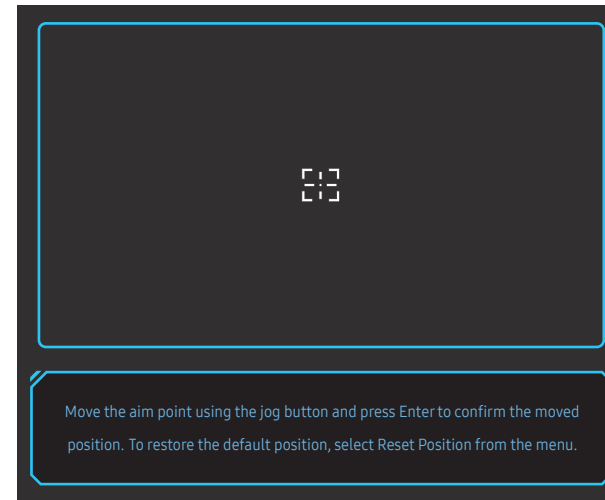 Move the aim point using the jog button and press Enter to confirm the moved
position. To restore the default position, select Reset Position from the menu.